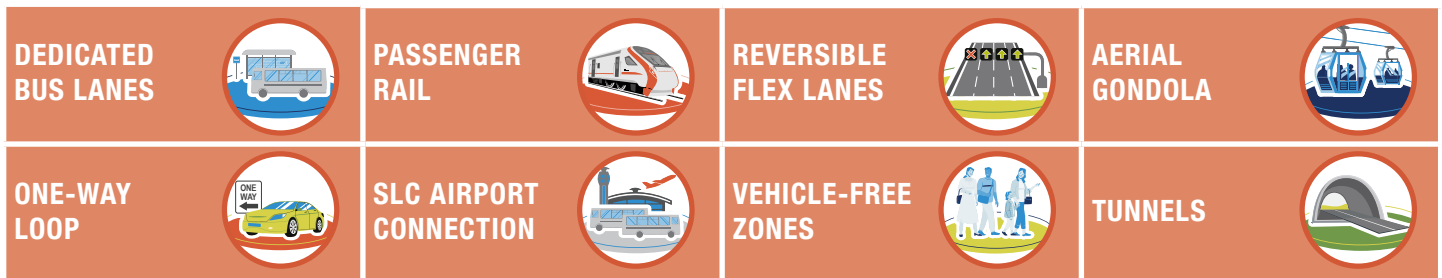 DEDICATED
BUS LANES
PASSENGER
RAIL
REVERSIBLE
FLEX LANES
AERIAL
GONDOLA
ONE-WAY
LOOP
ONE
WAY
SLC AIRPORT
CONNECTION
VEHICLE-FREE
ZONES
TUNNELS